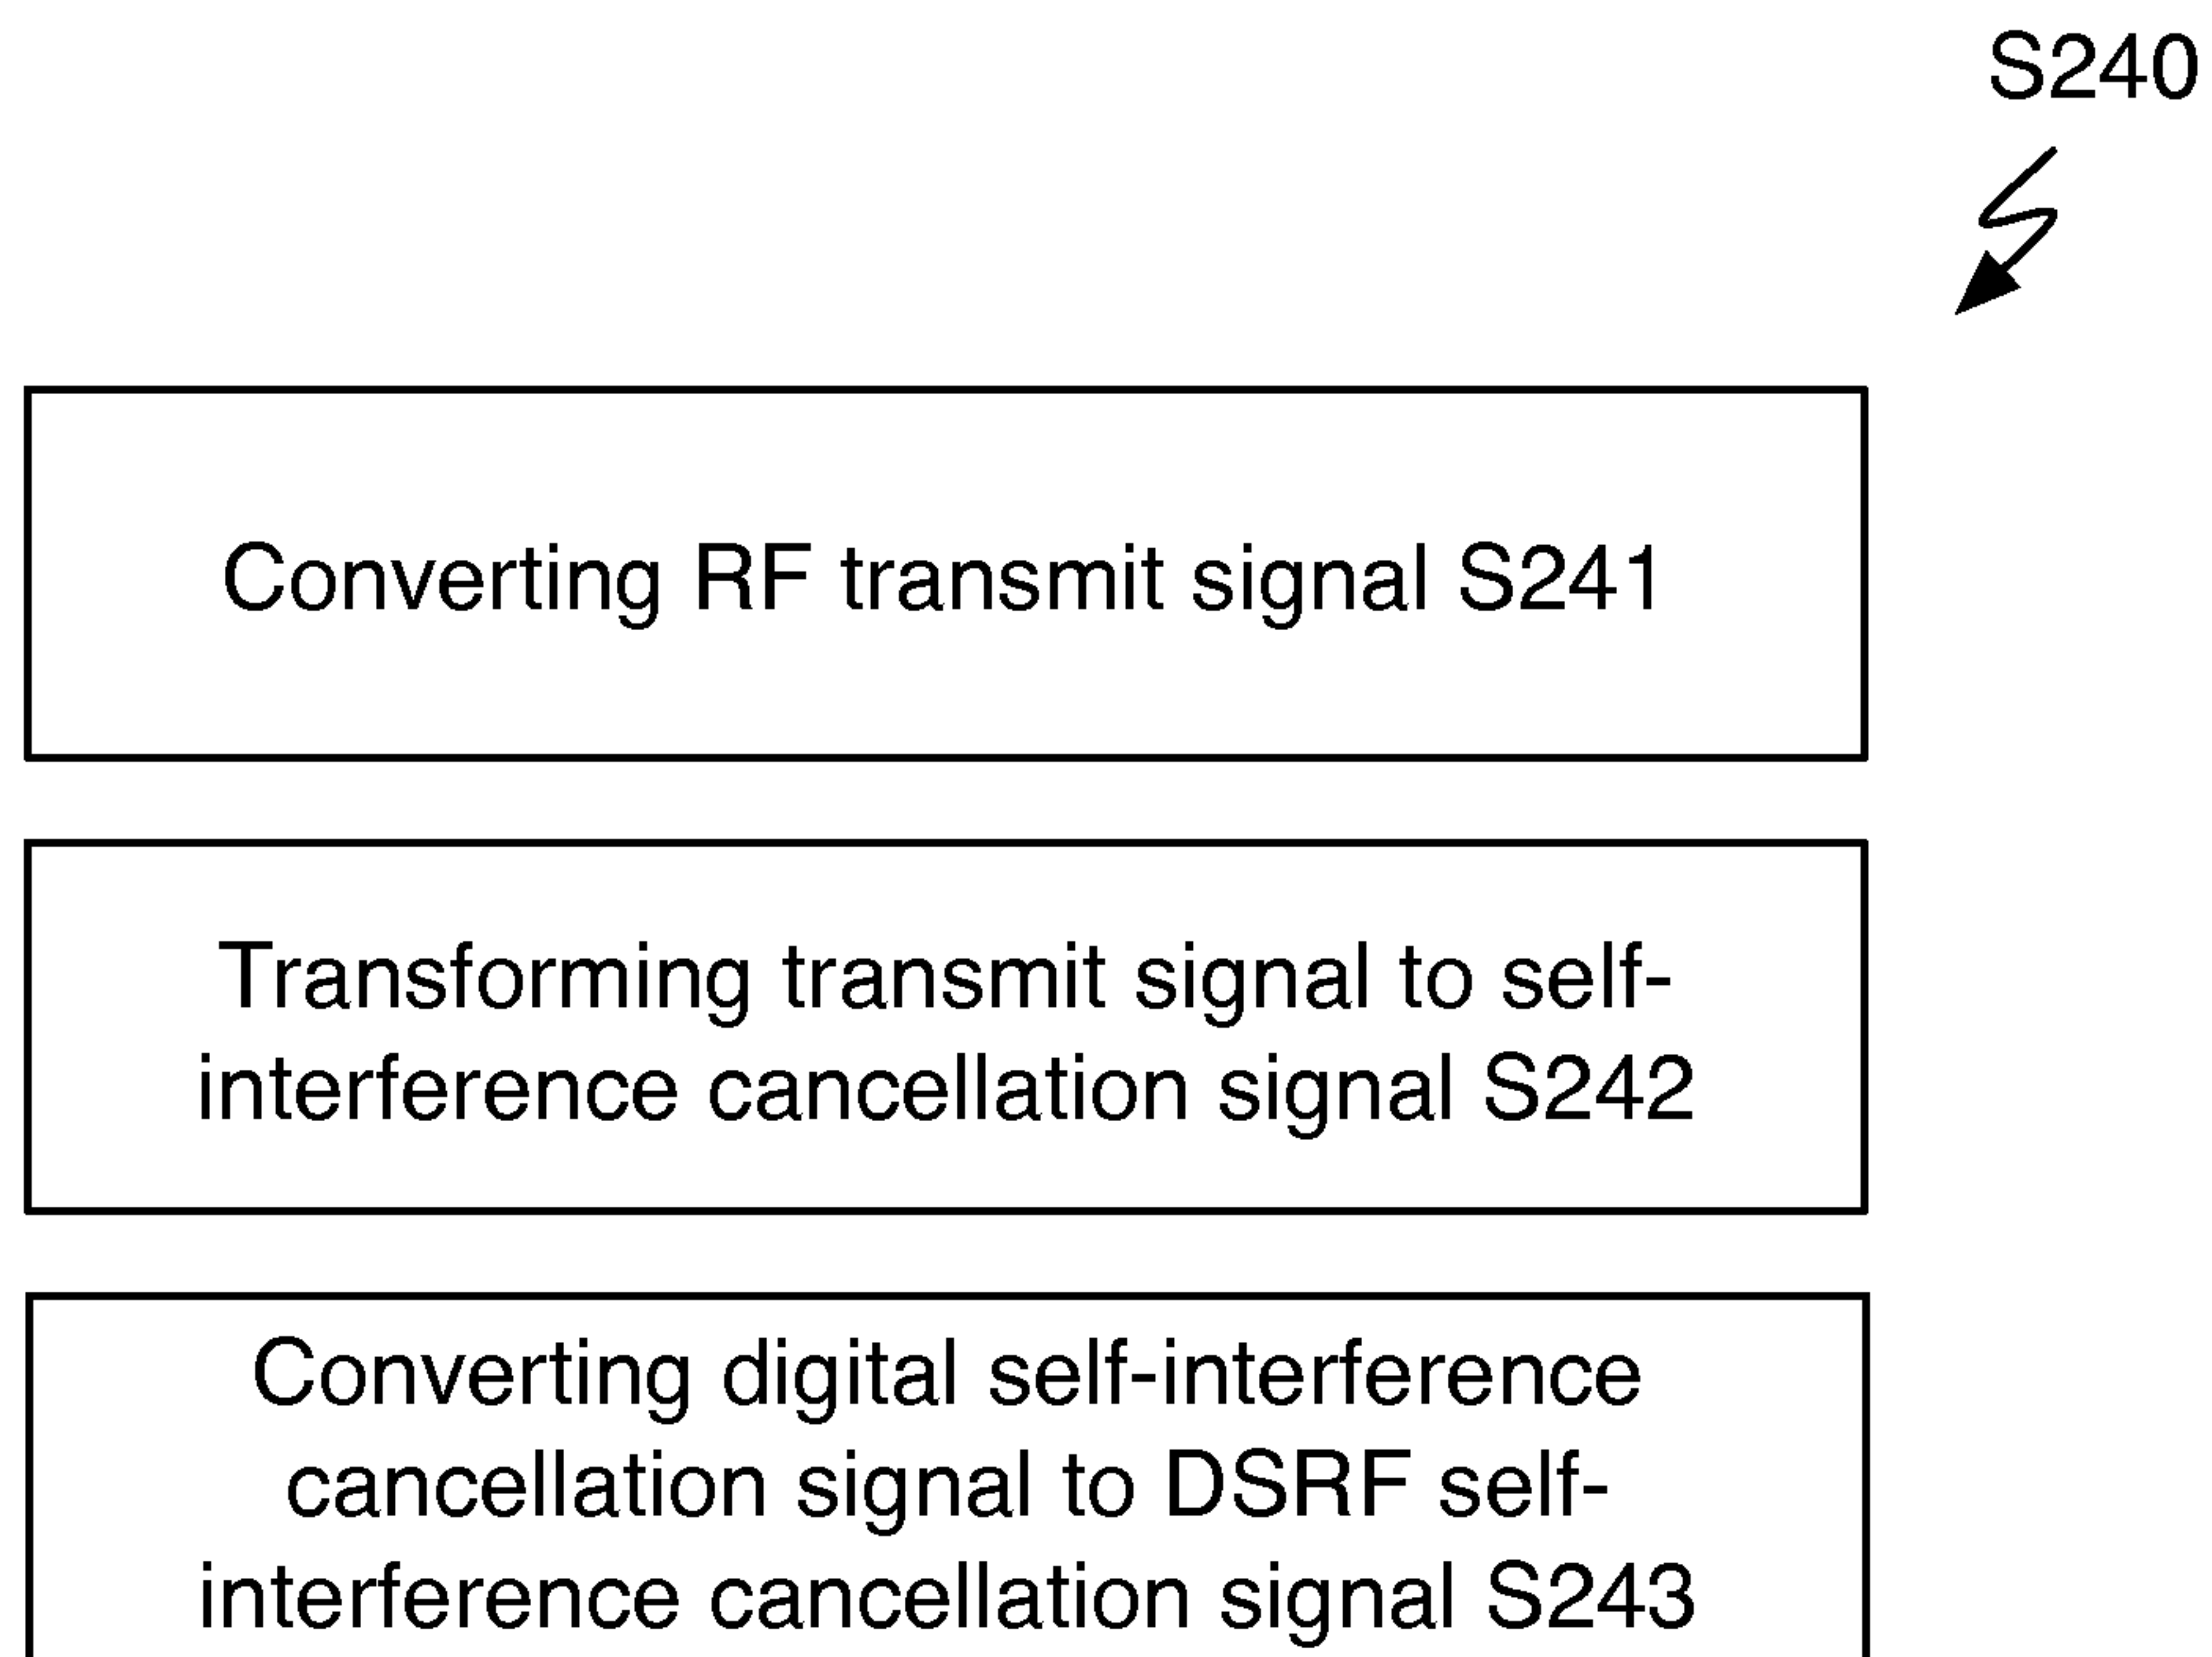 S240
Converting RF transmit signal S241
Transforming transmit signal to self-
interference cancellation signal S242
Converting digital self-interference
cancellation signal to DSRF self-
interference cancellation signal S243